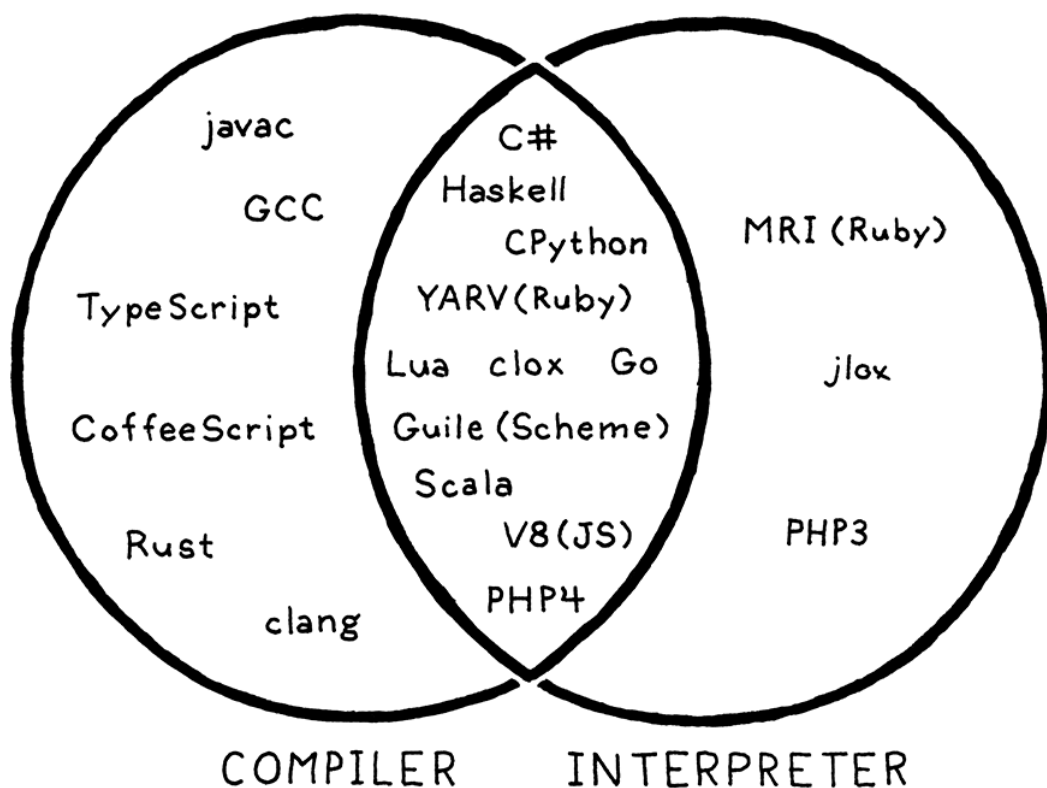 javac
GCC
TypeScript
CoffeeScript
Rust
clang
C#
Haskell
CPython
YARV (Ruby)
Lua clox Go
Guile (Scheme)
Scala
V8 (JS)
PHP4
MRI (Ruby)
jlox
PHP3
COMPILER
INTERPRETER